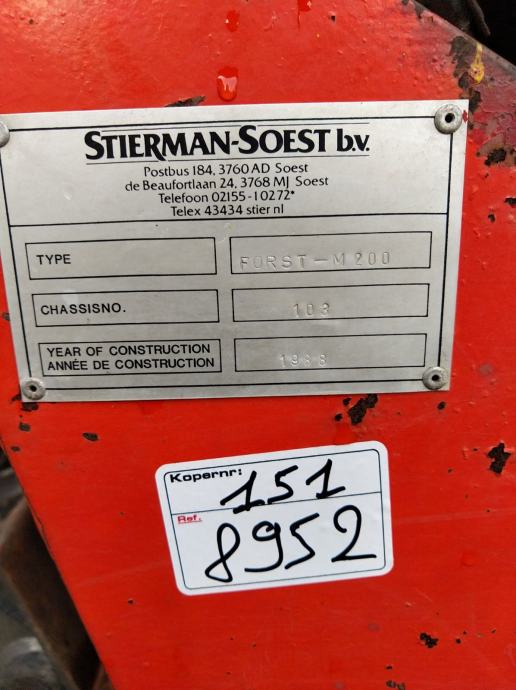 STIERMAN-SOEST b.v.
Postbus 184, 3760 AD Soest
de Beaufortlaan 24, 3768 MJ Soest
Telefoon 02155-10272*
Telex 43434 stier nl
TYPE FORST-M200
CHASSISNO. 103
YEAR OF CONSTRUCTION
ANNÉE DE CONSTRUCTION 1988
Kopernr: 151
Ref. 8952